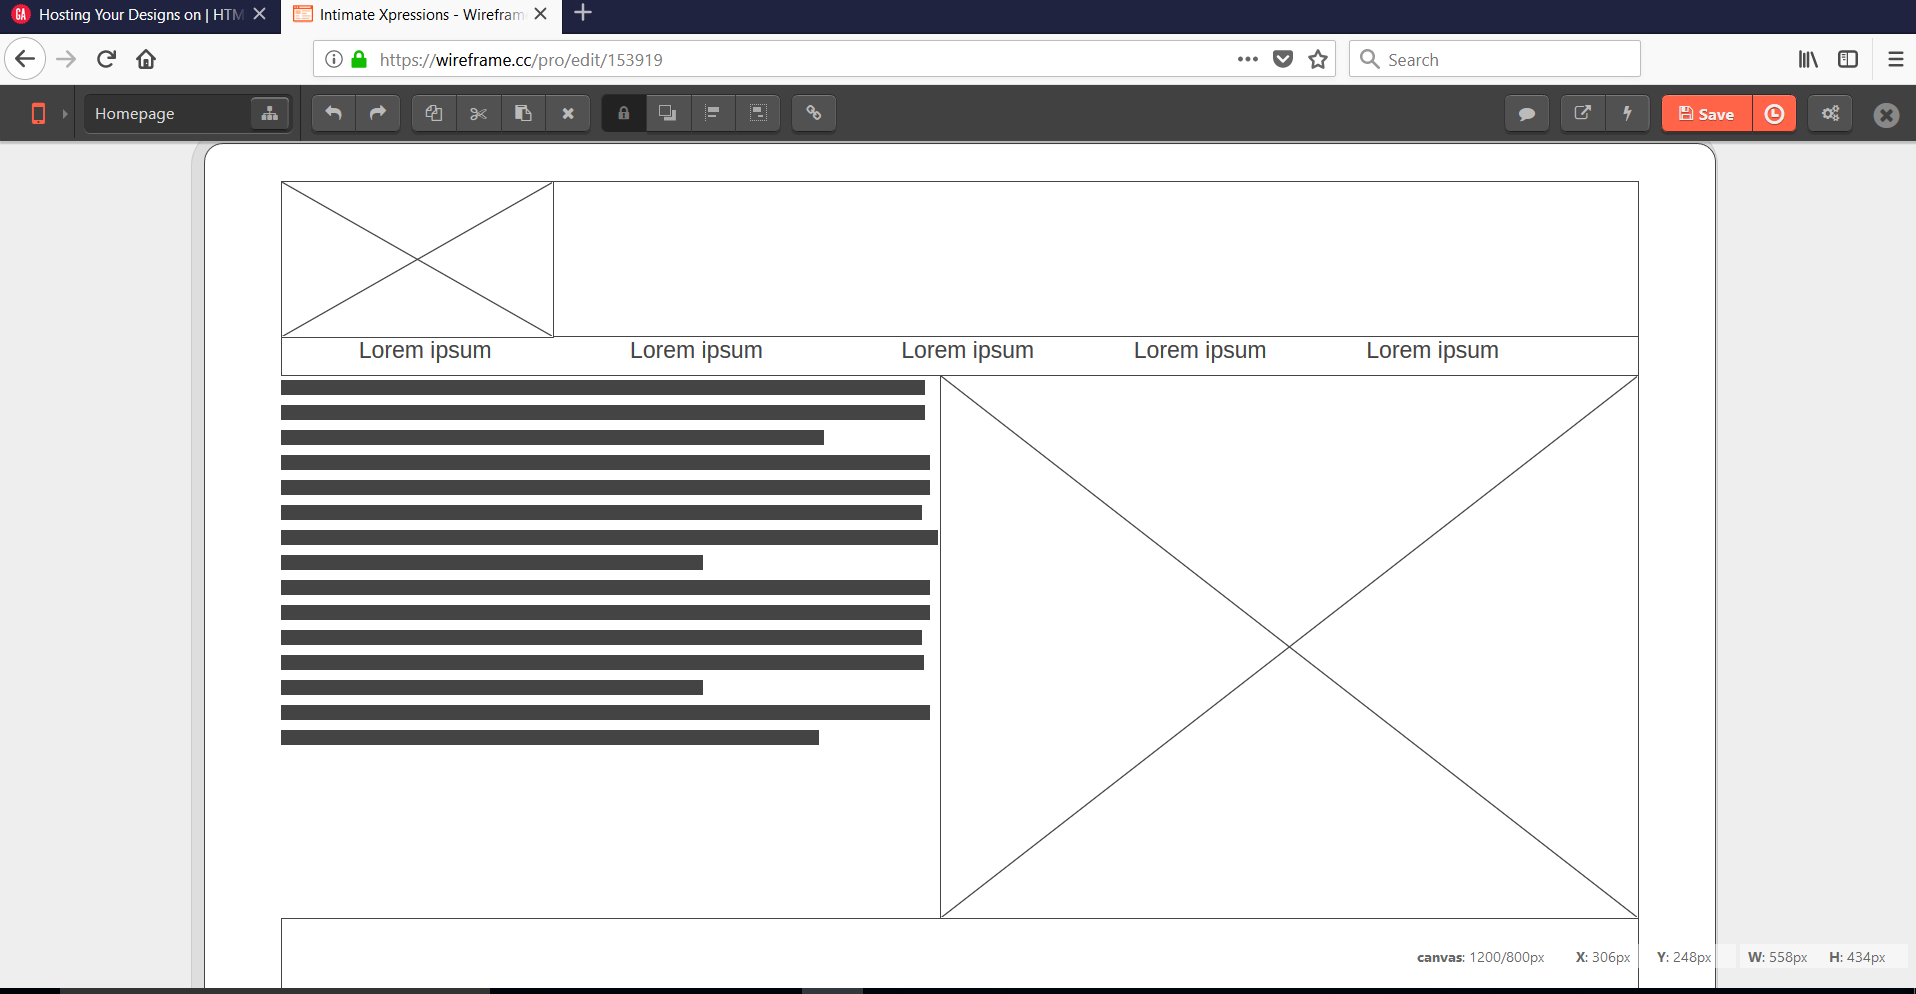 GA Hosting Your Designs on | HTM
Intimate Xpressions - Wirefram
https://wireframe.cc/pro/edit/153919
Search
Homepage
Save
Lorem ipsum Lorem ipsum Lorem ipsum Lorem ipsum Lorem ipsum
canvas: 1200/800px X: 306px Y: 248px W: 558px H: 434px